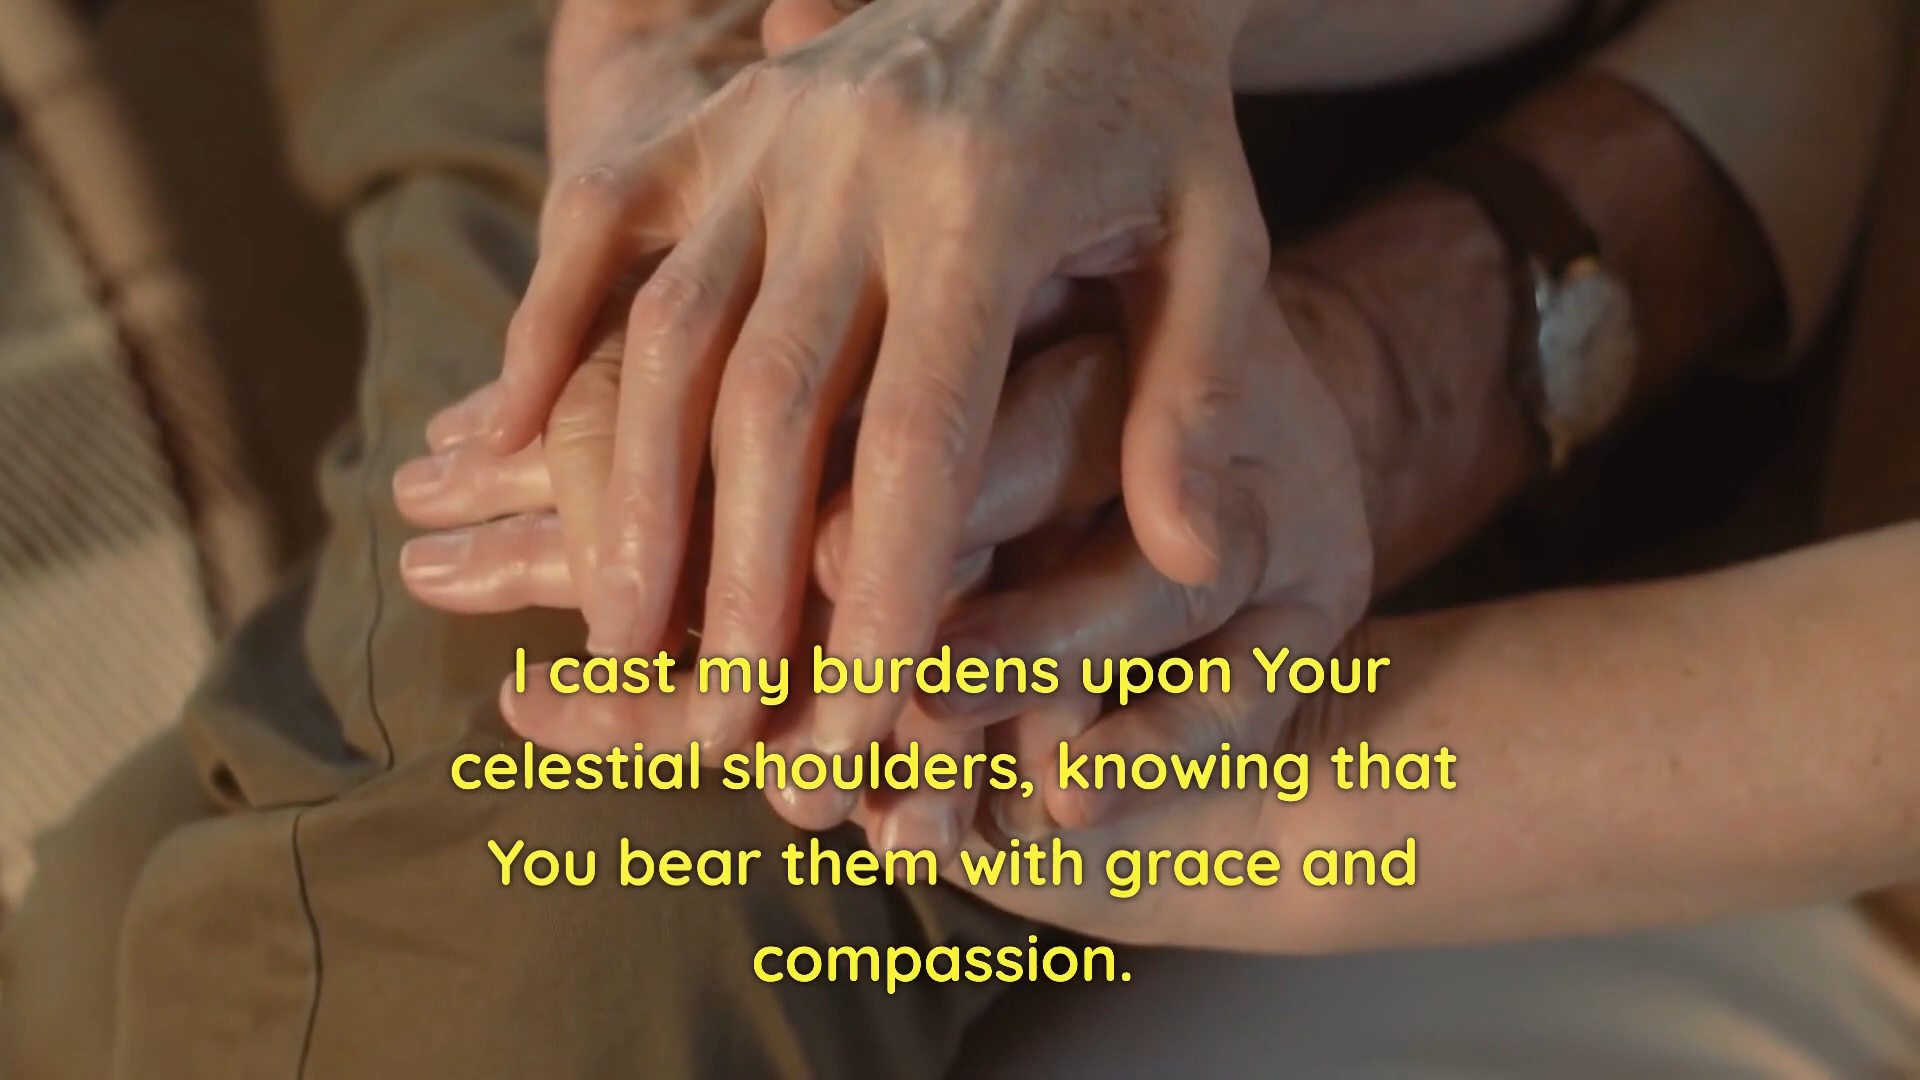 I cast my burdens upon Your
celestial shoulders, knowing that
You bear them with grace and
compassion.